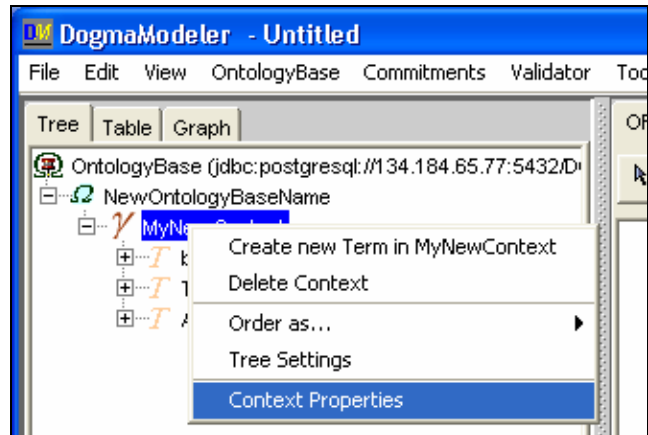 DM DogmaModeler - Untitled
File Edit View OntologyBase Commitments Validator
Tree Table Graph
OntologyBase (jdbc:postgresql://134.184.65.77:5432/D
Ω NewOntologyBaseName
γ
Create new Term in MyNewContext
T
Delete Context
T
T A
Order as...
Tree Settings
Context Properties